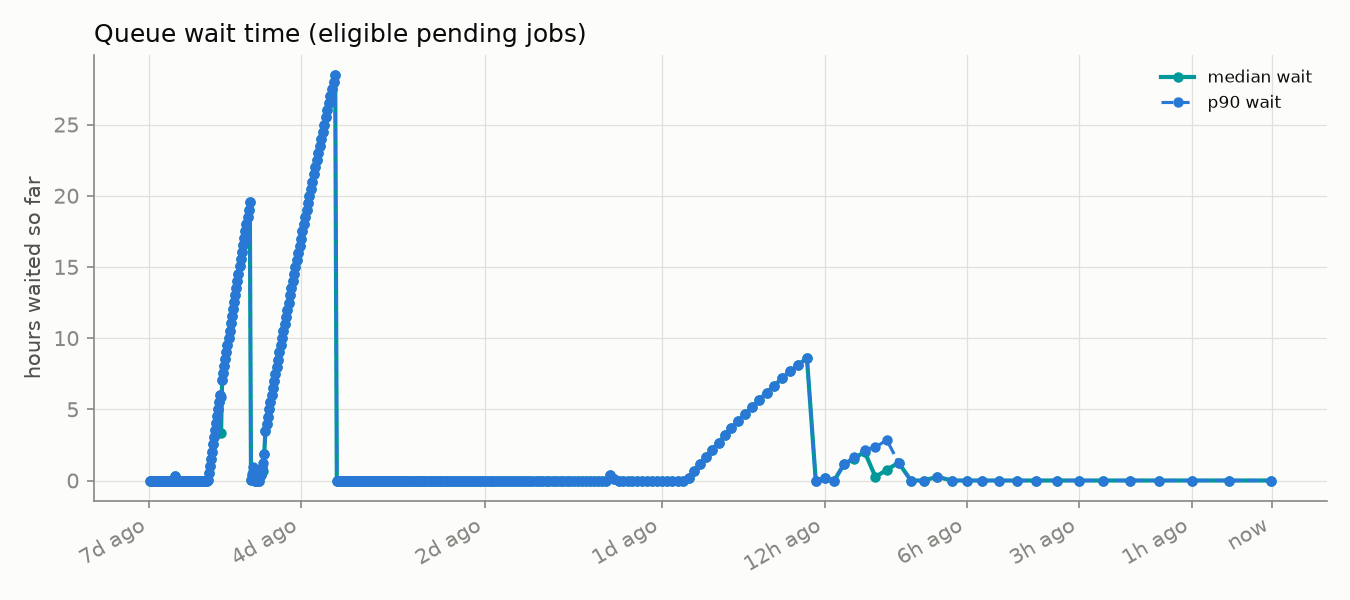 Queue wait time (eligible pending jobs)
median wait
p90 wait
hours waited so far
25
20
15
10
5
0
7d ago
4d ago
2d ago
1d ago
12h ago
6h ago
3h ago
1h ago
now